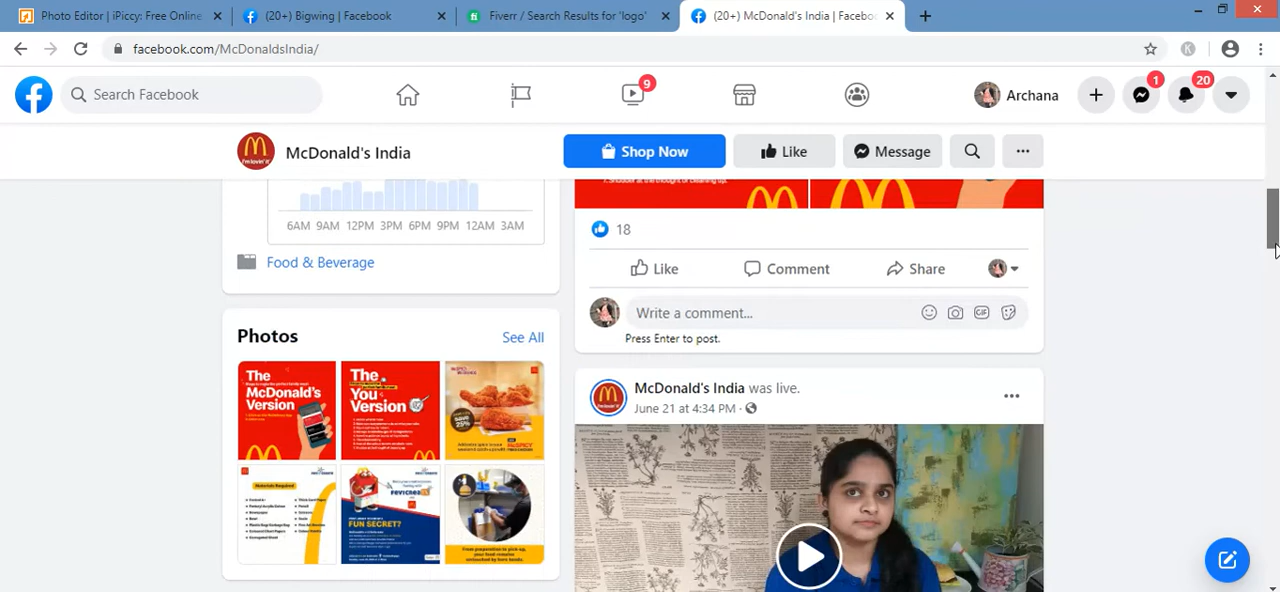 Photo Editor | iPiccy: Free Online
(20+) Bigwing | Facebook
Fiverr / Search Results for 'logo'
(20+) McDonald's India | Facebo
facebook.com/McDonaldsIndia/
K
Search Facebook
9
Archana
1
20
McDonald's India
Shop Now
Like
Message
6AM 9AM 12PM 3PM 6PM 9PM 12AM 3AM
Food & Beverage
Photos
See All
The
McDonald's
Version
The
You
Version
FUN SECRET?
18
Like
Comment
Share
Write a comment...
GIF
Press Enter to post.
McDonald's India was live.
June 21 at 4:34 PM ·